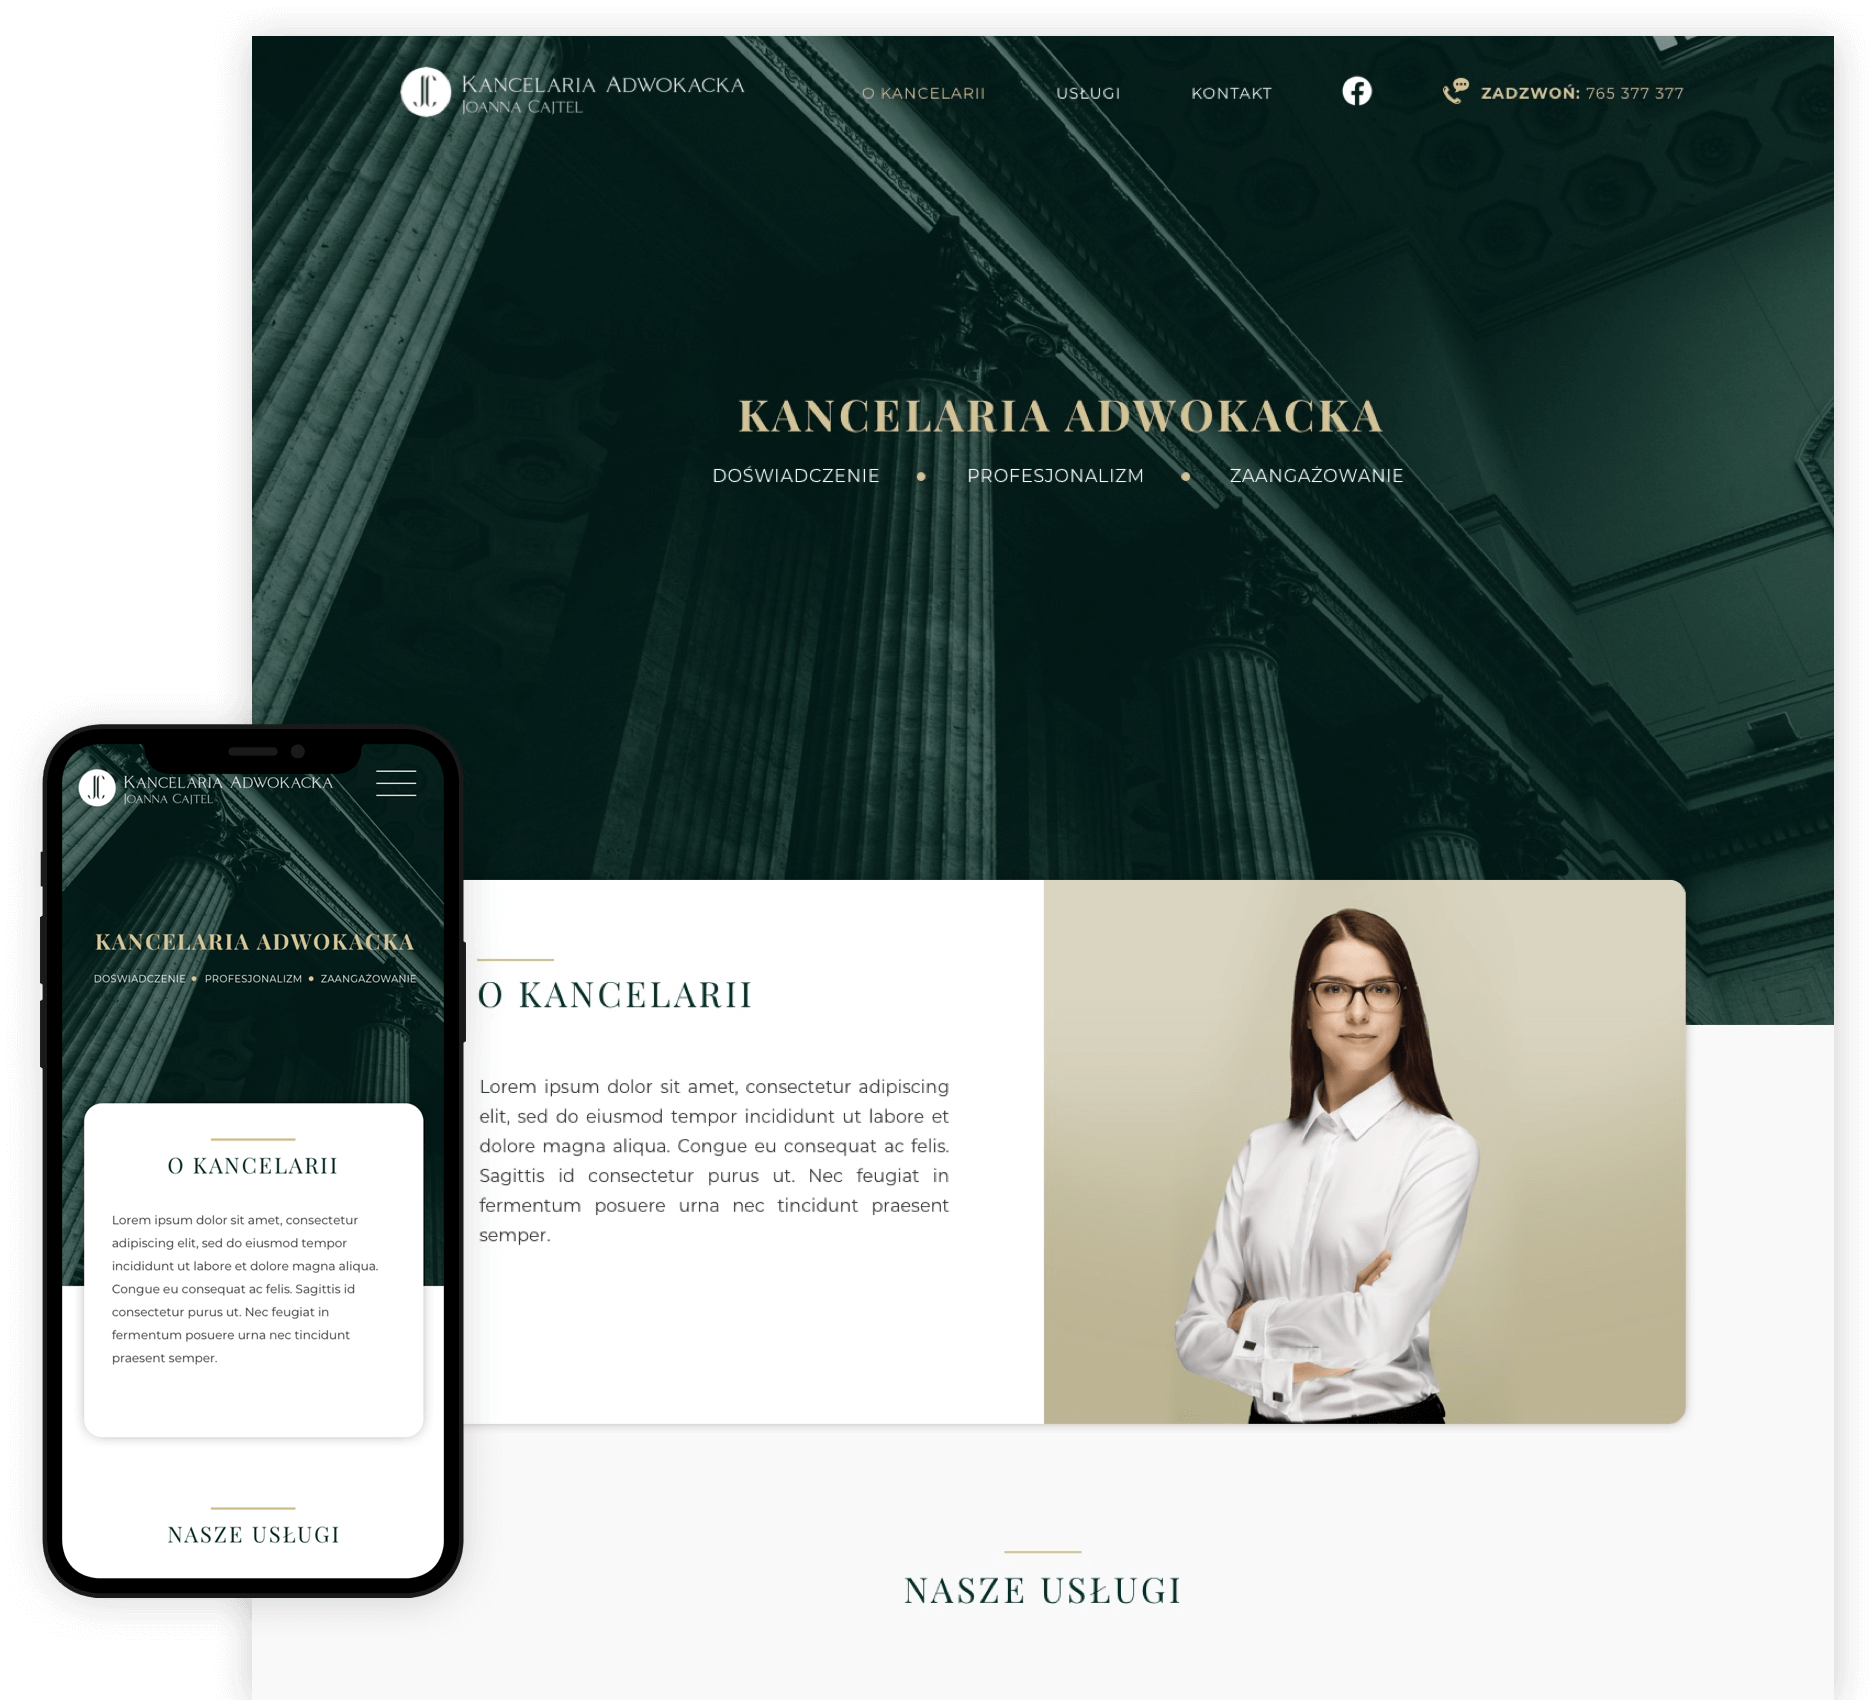 KANCELARIA ADWOKACKA
JOANNA CAJTEL
O KANCELARII
USŁUGI
KONTAKT
ZADZWOŃ: 765 377 377
KANCELARIA ADWOKACKA
DOŚWIADCZENIE • PROFESJONALIZM • ZAANGAŻOWANIE
O KANCELARII
Lorem ipsum dolor sit amet, consectetur adipiscing
elit, sed do eiusmod tempor incididunt ut labore et
dolore magna aliqua. Congue eu consequat ac felis.
Sagittis id consectetur purus ut. Nec feugiat in
fermentum posuere urna nec tincidunt praesent
semper.
NASZE USŁUGI
KANCELARIA ADWOKACKA
JOANNA CAJTEL
KANCELARIA ADWOKACKA
DOŚWIADCZENIE • PROFESJONALIZM • ZAANGAŻOWANIE
O KANCELARII
Lorem ipsum dolor sit amet, consectetur
adipiscing elit, sed do eiusmod tempor
incididunt ut labore et dolore magna aliqua.
Congue eu consequat ac felis. Sagittis id
consectetur purus ut. Nec feugiat in
fermentum posuere urna nec tincidunt
praesent semper.
NASZE USŁUGI